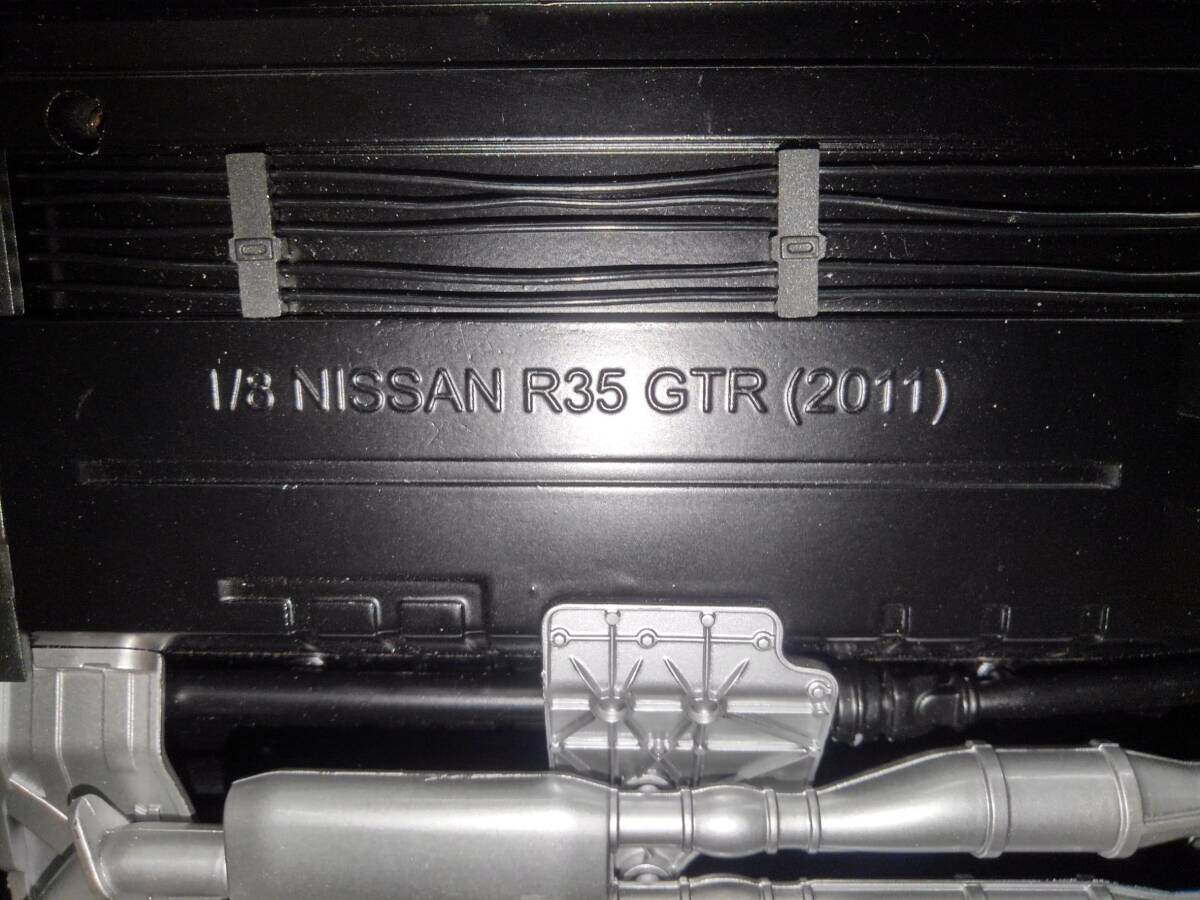 1/8 NISSAN R35 GTR (2011)